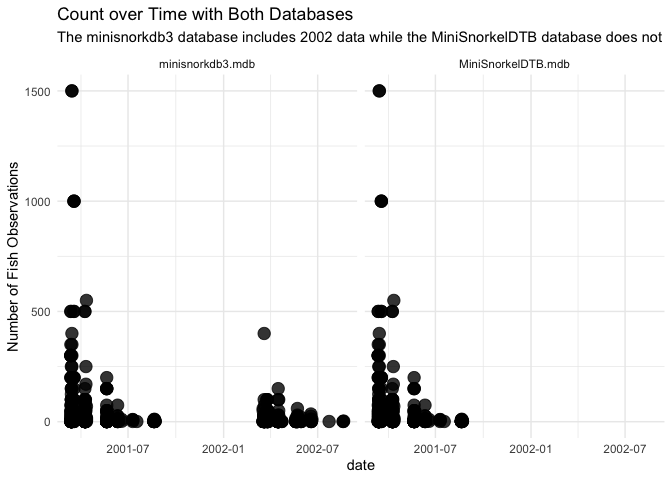 Count over Time with Both Databases
The minisnorkdb3 database includes 2002 data while the MiniSnorkelDTB database does not
minisnorkdb3.mdb
MiniSnorkelDTB.mdb
Number of Fish Observations
1500
1000
500
0
2001-07
2002-01
2002-07
2001-07
2002-01
2002-07
date